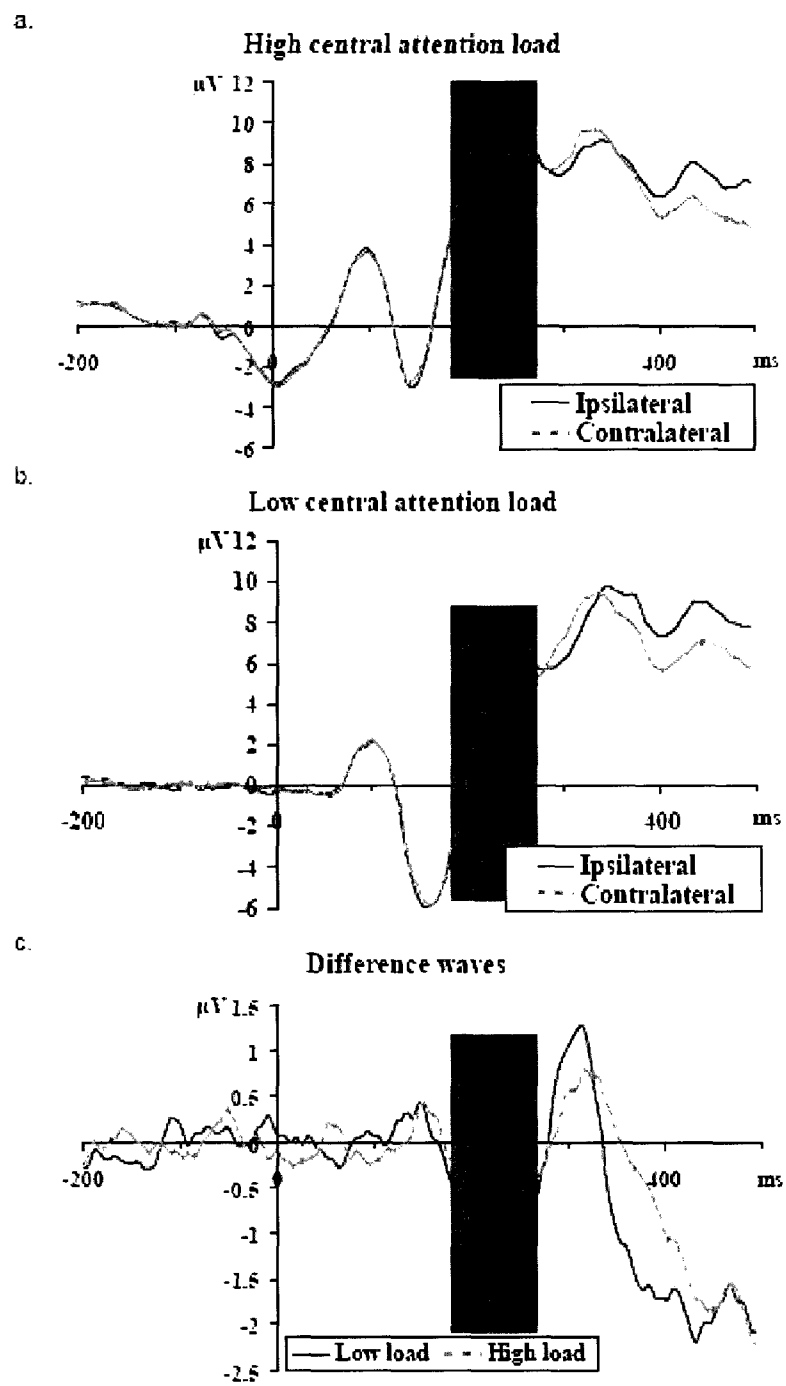 a.
High central attention load
µV 12
10
8
6
4
2
0
-200
-2
0
400
ms
-4
-6
Ipsilateral
Contralateral
b.
Low central attention load
µV 12
10
8
6
4
2
0
-200
-2
0
400
ms
-4
-6
Ipsilateral
Contralateral
c.
Difference waves
µV 1.5
1
0.5
0
-200
0
400
ms
-0.5
-1
-1.5
-2
-2.5
Low load
High load